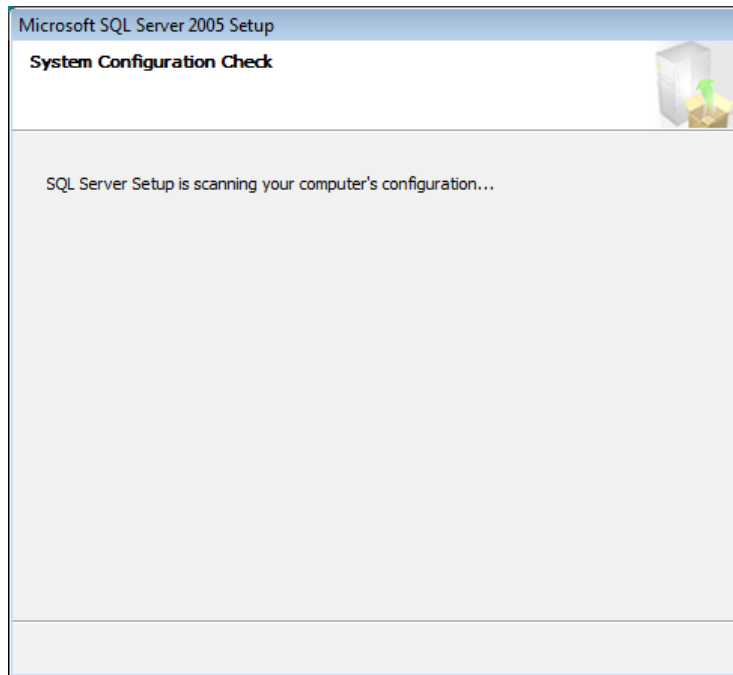 Microsoft SQL Server 2005 Setup
System Configuration Check
SQL Server Setup is scanning your computer's configuration...